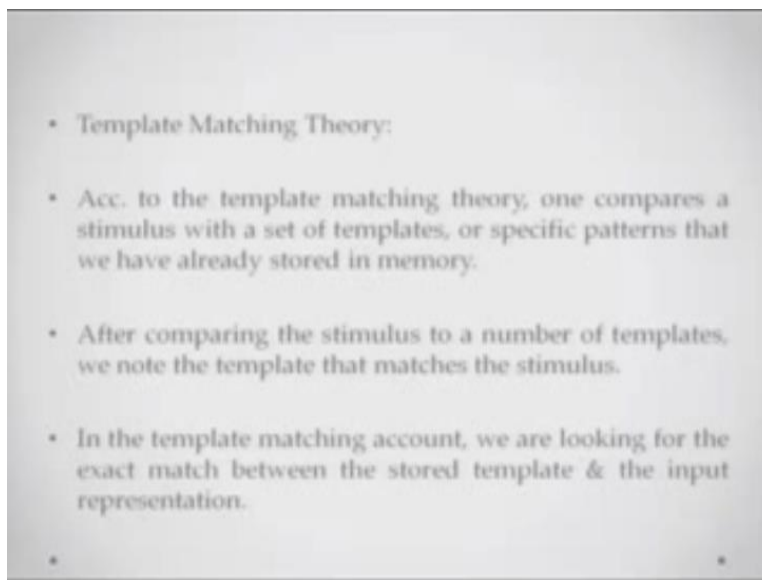 • Template Matching Theory:
• Acc. to the template matching theory, one compares a
stimulus with a set of templates, or specific patterns that
we have already stored in memory.
• After comparing the stimulus to a number of templates,
we note the template that matches the stimulus.
• In the template matching account, we are looking for the
exact match between the stored template & the input
representation.